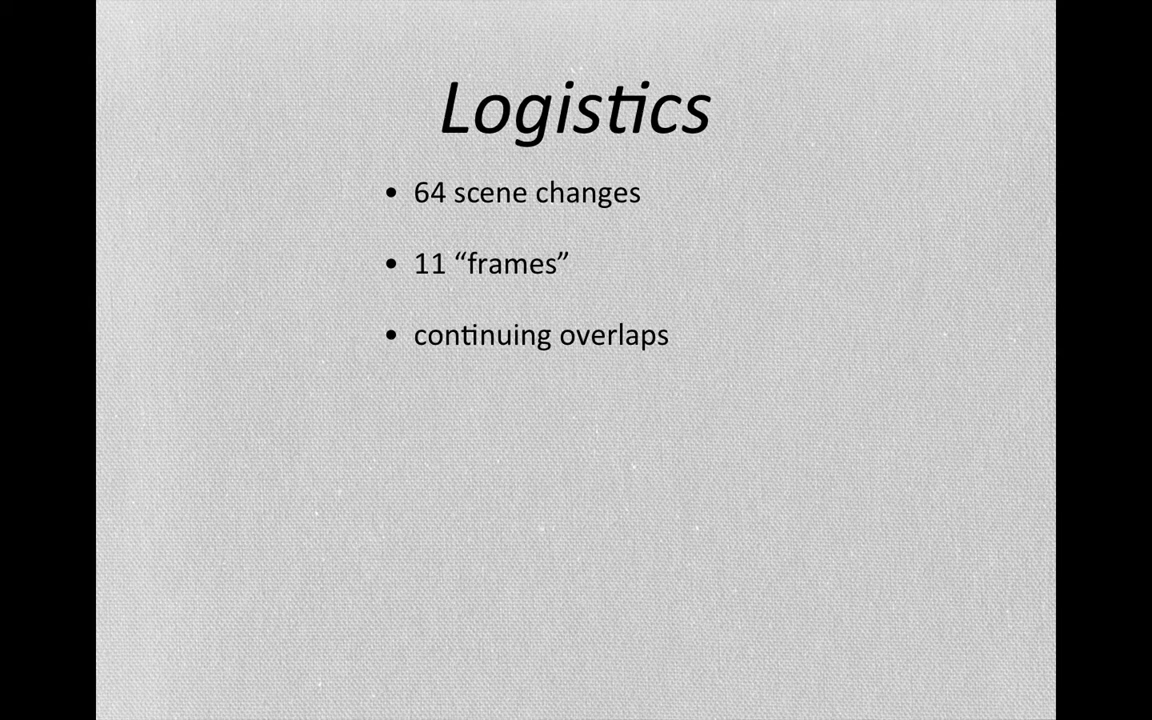 Logistics
• 64 scene changes
• 11 “frames”
• continuing overlaps